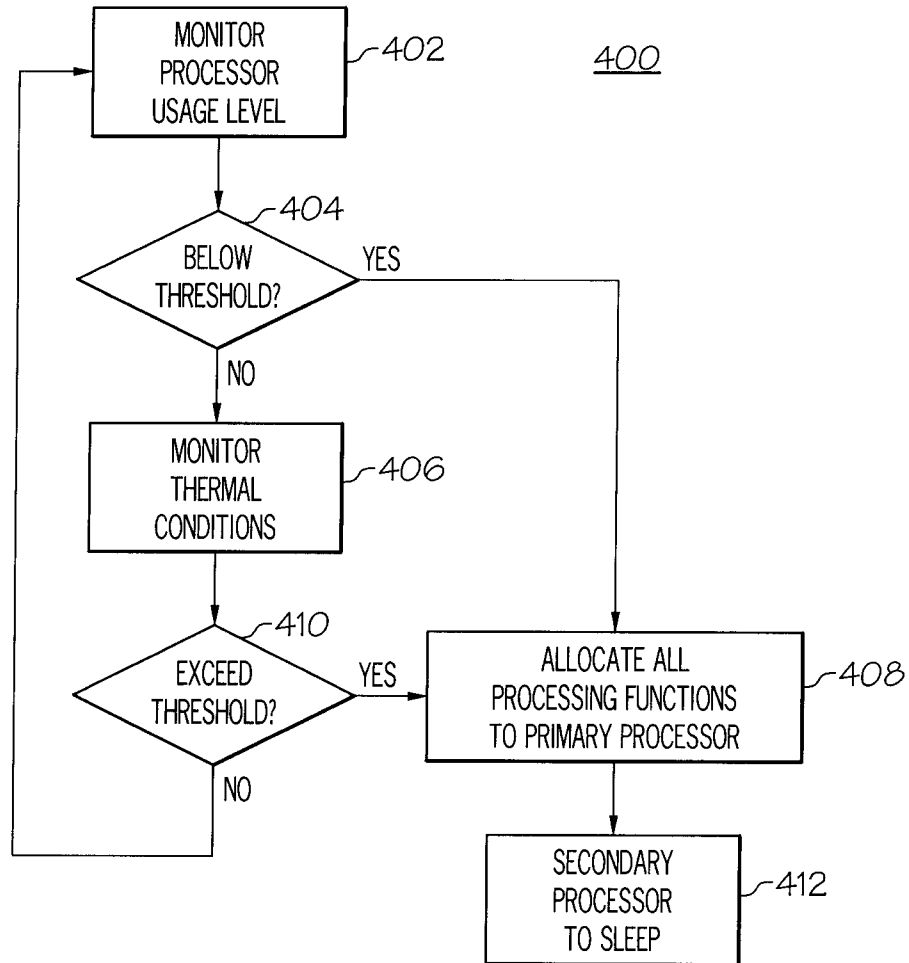 MONITOR
PROCESSOR
USAGE LEVEL
402
400
404
BELOW
THRESHOLD?
YES
NO
MONITOR
THERMAL
CONDITIONS
406
410
EXCEED
THRESHOLD?
YES
NO
ALLOCATE ALL
PROCESSING FUNCTIONS
TO PRIMARY PROCESSOR
408
SECONDARY
PROCESSOR
TO SLEEP
412